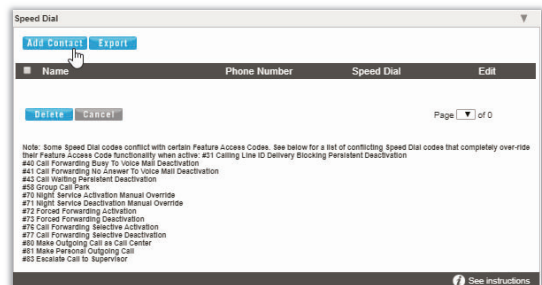 Speed Dial
Add Contact Export
Name Phone Number Speed Dial Edit
Delete Cancel Page of 0
Note: Some Speed Dial codes conflict with certain Feature Access Codes. See below for a list of conflicting Speed Dial codes that completely over-ride
their Feature Access Code functionality when active: #31 Calling Line ID Delivery Blocking Persistent Deactivation
#40 Call Forwarding Busy To Voice Mail Deactivation
#41 Call Forwarding No Answer To Voice Mail Deactivation
#43 Call Waiting Persistent Deactivation
#58 Group Call Park
#70 Night Service Activation Manual Override
#71 Night Service Deactivation Manual Override
#72 Forced Forwarding Activation
#73 Forced Forwarding Deactivation
#76 Call Forwarding Selective Activation
#77 Call Forwarding Selective Deactivation
#80 Make Outgoing Call as Call Center
#81 Make Personal Outgoing Call
#83 Escalate Call to Supervisor
See instructions